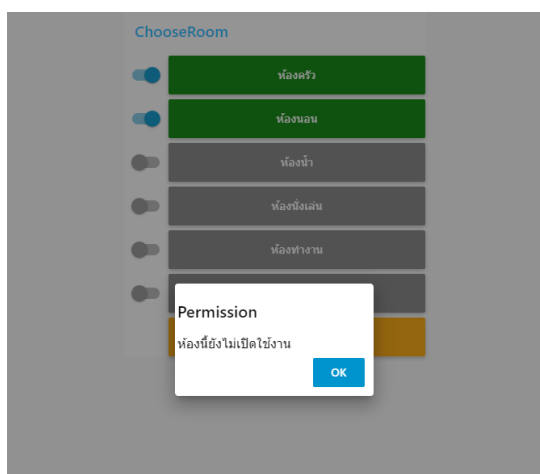 ChooseRoom
ห้องครัว
ห้องนอน
ห้องน้ำ
ห้องนั่งเล่น
ห้องทำงาน
Permission
ห้องนี้ยังไม่เปิดใช้งาน
OK